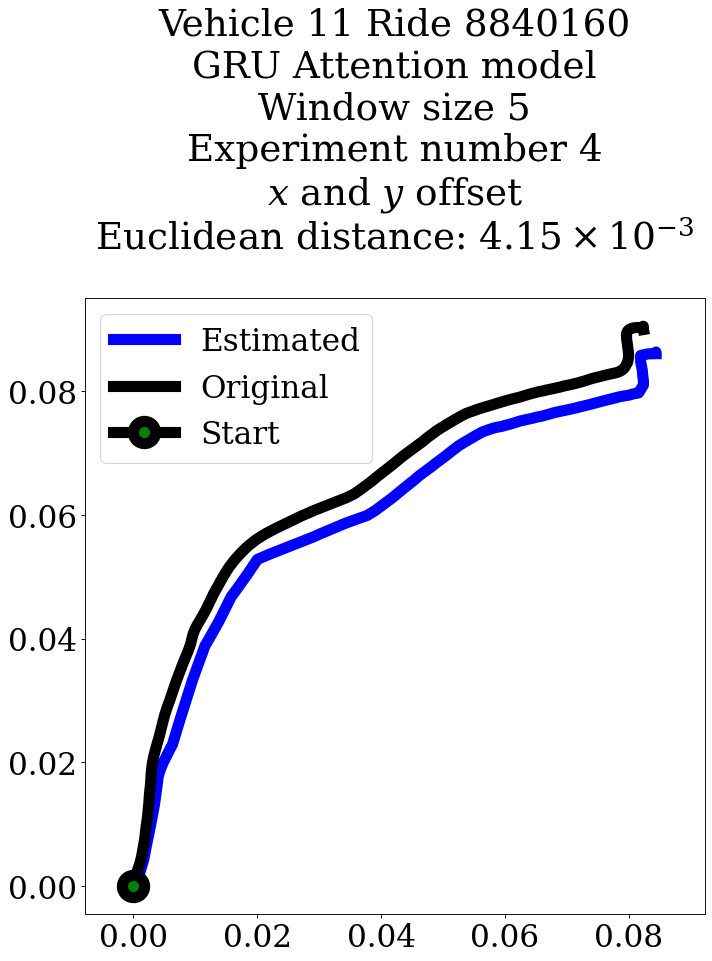 Vehicle 11 Ride 8840160
GRU Attention model
Window size 5
Experiment number 4
x and y offset
Euclidean distance: 4.15 × 10⁻³
Estimated
Original
Start
0.08
0.06
0.04
0.02
0.00
0.00 0.02 0.04 0.06 0.08